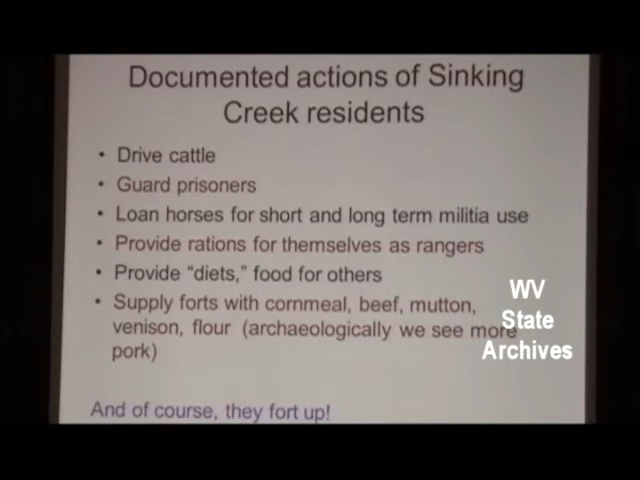 Documented actions of Sinking
Creek residents
• Drive cattle
• Guard prisoners
• Loan horses for short and long term militia use
• Provide rations for themselves as rangers
• Provide “diets,” food for others
• Supply forts with cornmeal, beef, mutton,
venison, flour (archaeologically we see more
pork)
And of course, they fort up!
WV
State
Archives